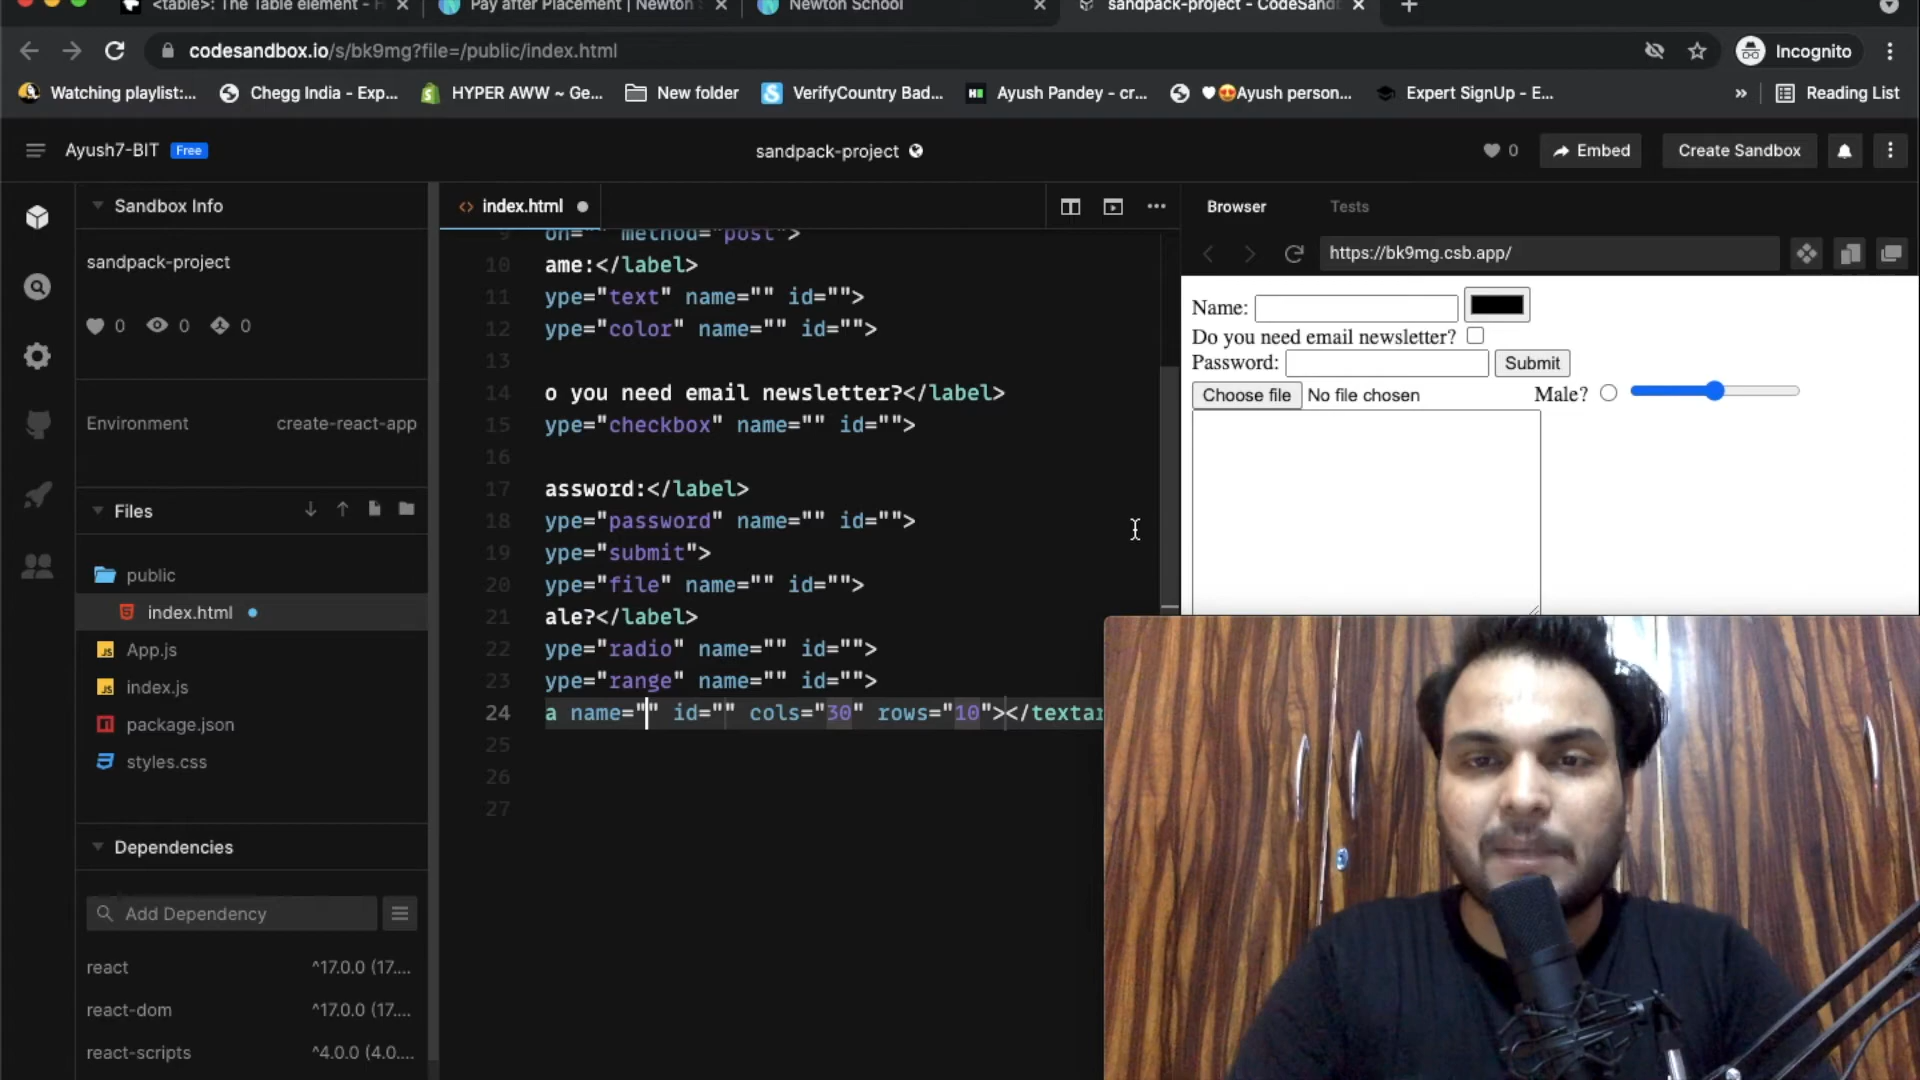 <table>: The Table element - H
Pay after Placement | Newton S
Newton School
sandpack-project - CodeSandb
codesandbox.io/s/bk9mg?file=/public/index.html
Incognito
Watching playlist:...
Chegg India - Exp...
HYPER AWW ~ Ge...
New folder
VerifyCountry Bad...
Ayush Pandey - cr...
♥😍Ayush person...
Expert SignUp - E...
»
Reading List
Ayush7-BIT
Free
sandpack-project
0
Embed
Create Sandbox
Sandbox Info
sandpack-project
0
0
0
Environment
create-react-app
Files
public
index.html
App.js
index.js
package.json
styles.css
Dependencies
Add Dependency
react
^17.0.0 (17....
react-dom
^17.0.0 (17....
react-scripts
^4.0.0 (4.0....
index.html
9 on="" method="post">
10 ame:</label>
11 ype="text" name="" id="">
12 ype="color" name="" id="">
13
14 o you need email newsletter?</label>
15 ype="checkbox" name="" id="">
16
17 assword:</label>
18 ype="password" name="" id="">
19 ype="submit">
20 ype="file" name="" id="">
21 ale?</label>
22 ype="radio" name="" id="">
23 ype="range" name="" id="">
24 a name="" id="" cols="30" rows="10"></textar
25
26
27
Browser
Tests
https://bk9mg.csb.app/
Name:
Do you need email newsletter?
Password:
Submit
Choose file No file chosen
Male?